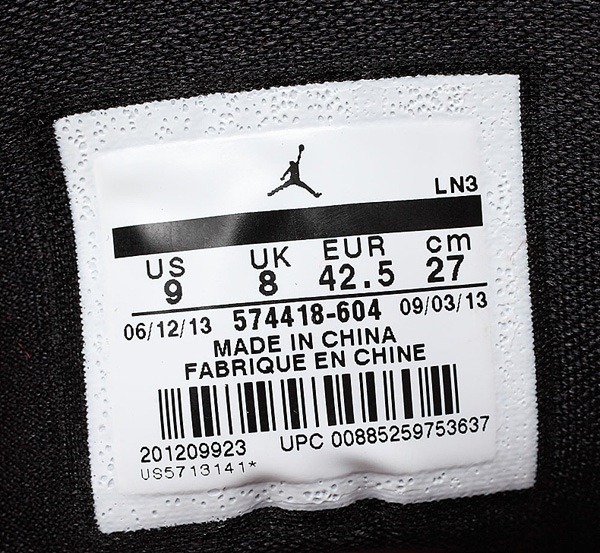 LN3
US UK EUR cm
9 8 42.5 27
06/12/13 574418-604 09/03/13
MADE IN CHINA
FABRIQUE EN CHINE
201209923 UPC 00885259753637
US5713141*